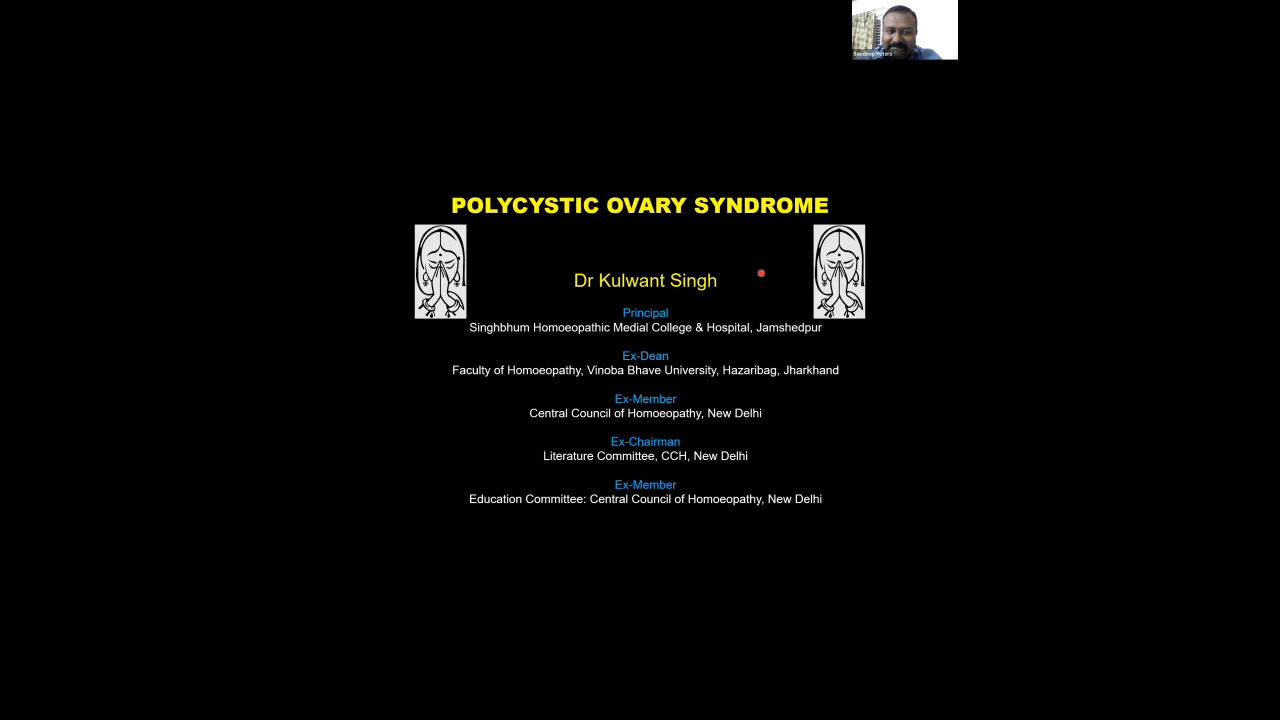 Sandeep Peters
POLYCYSTIC OVARY SYNDROME
Dr Kulwant Singh
Principal
Singhbhum Homoeopathic Medial College & Hospital, Jamshedpur
Ex-Dean
Faculty of Homoeopathy, Vinoba Bhave University, Hazaribag, Jharkhand
Ex-Member
Central Council of Homoeopathy, New Delhi
Ex-Chairman
Literature Committee, CCH, New Delhi
Ex-Member
Education Committee: Central Council of Homoeopathy, New Delhi